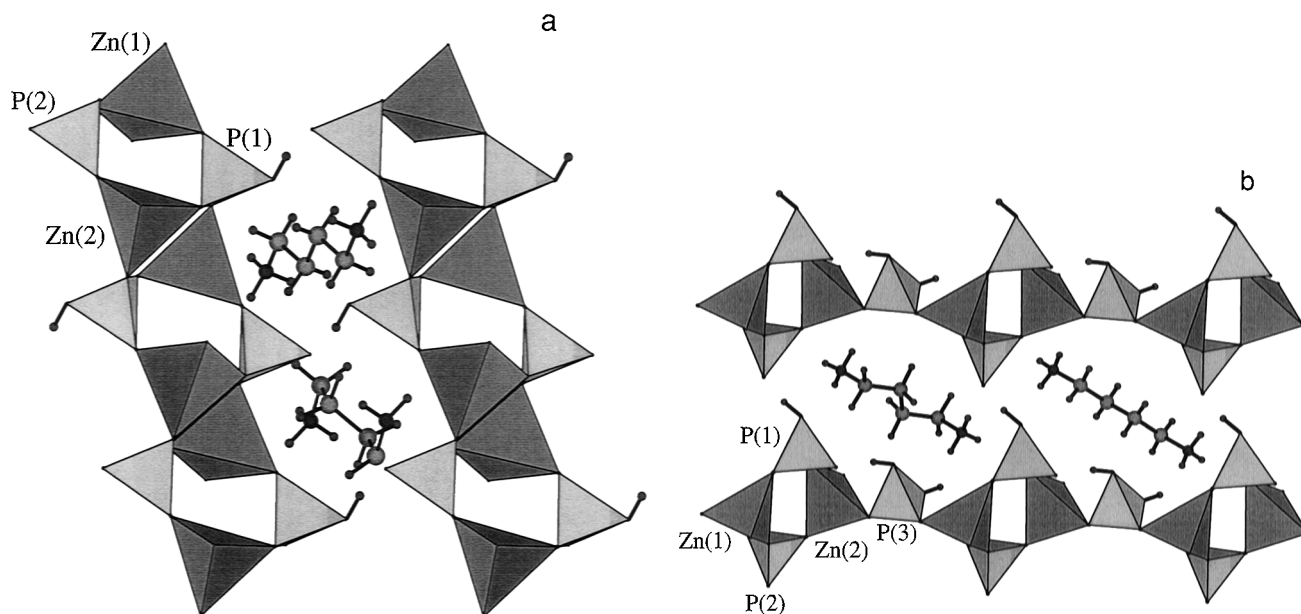 a
Zn(1)
P(2)
P(1)
Zn(2)
b
P(1)
Zn(1)
Zn(2)
P(3)
P(2)